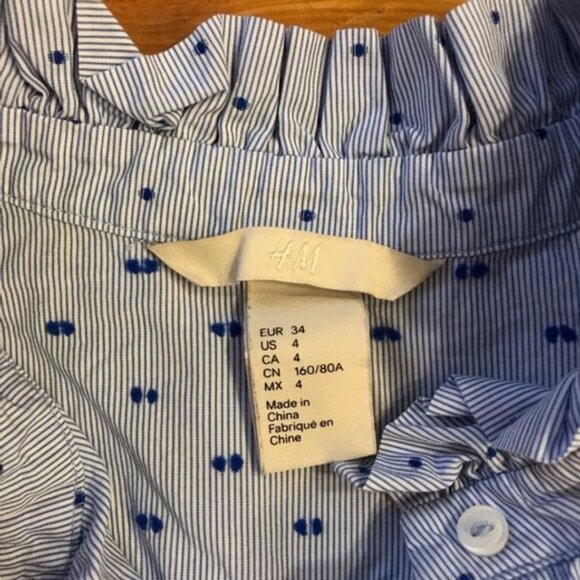 H&M
EUR 34
US 4
CA 4
CN 160/80A
MX 4
Made in
China
Fabriqué en
Chine